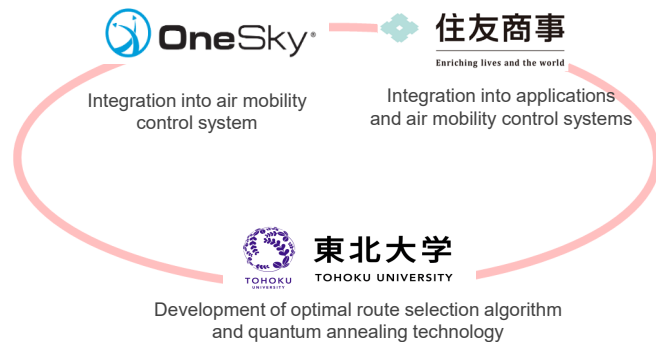 OneSky
住友商事
Enriching lives and the world
Integration into air mobility
control system
Integration into applications
and air mobility control systems
TOHOKU
UNIVERSITY
東北大学
TOHOKU UNIVERSITY
Development of optimal route selection algorithm
and quantum annealing technology